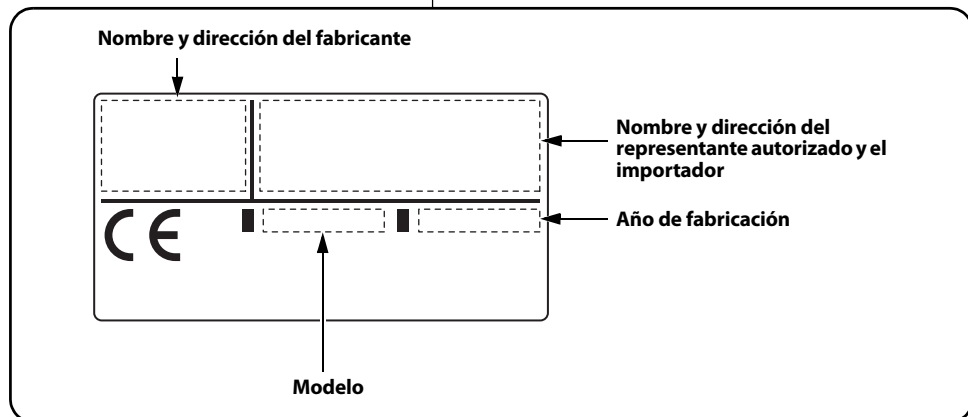 Nombre y dirección del fabricante
Nombre y dirección del
representante autorizado y el
importador
Año de fabricación
CE
Modelo